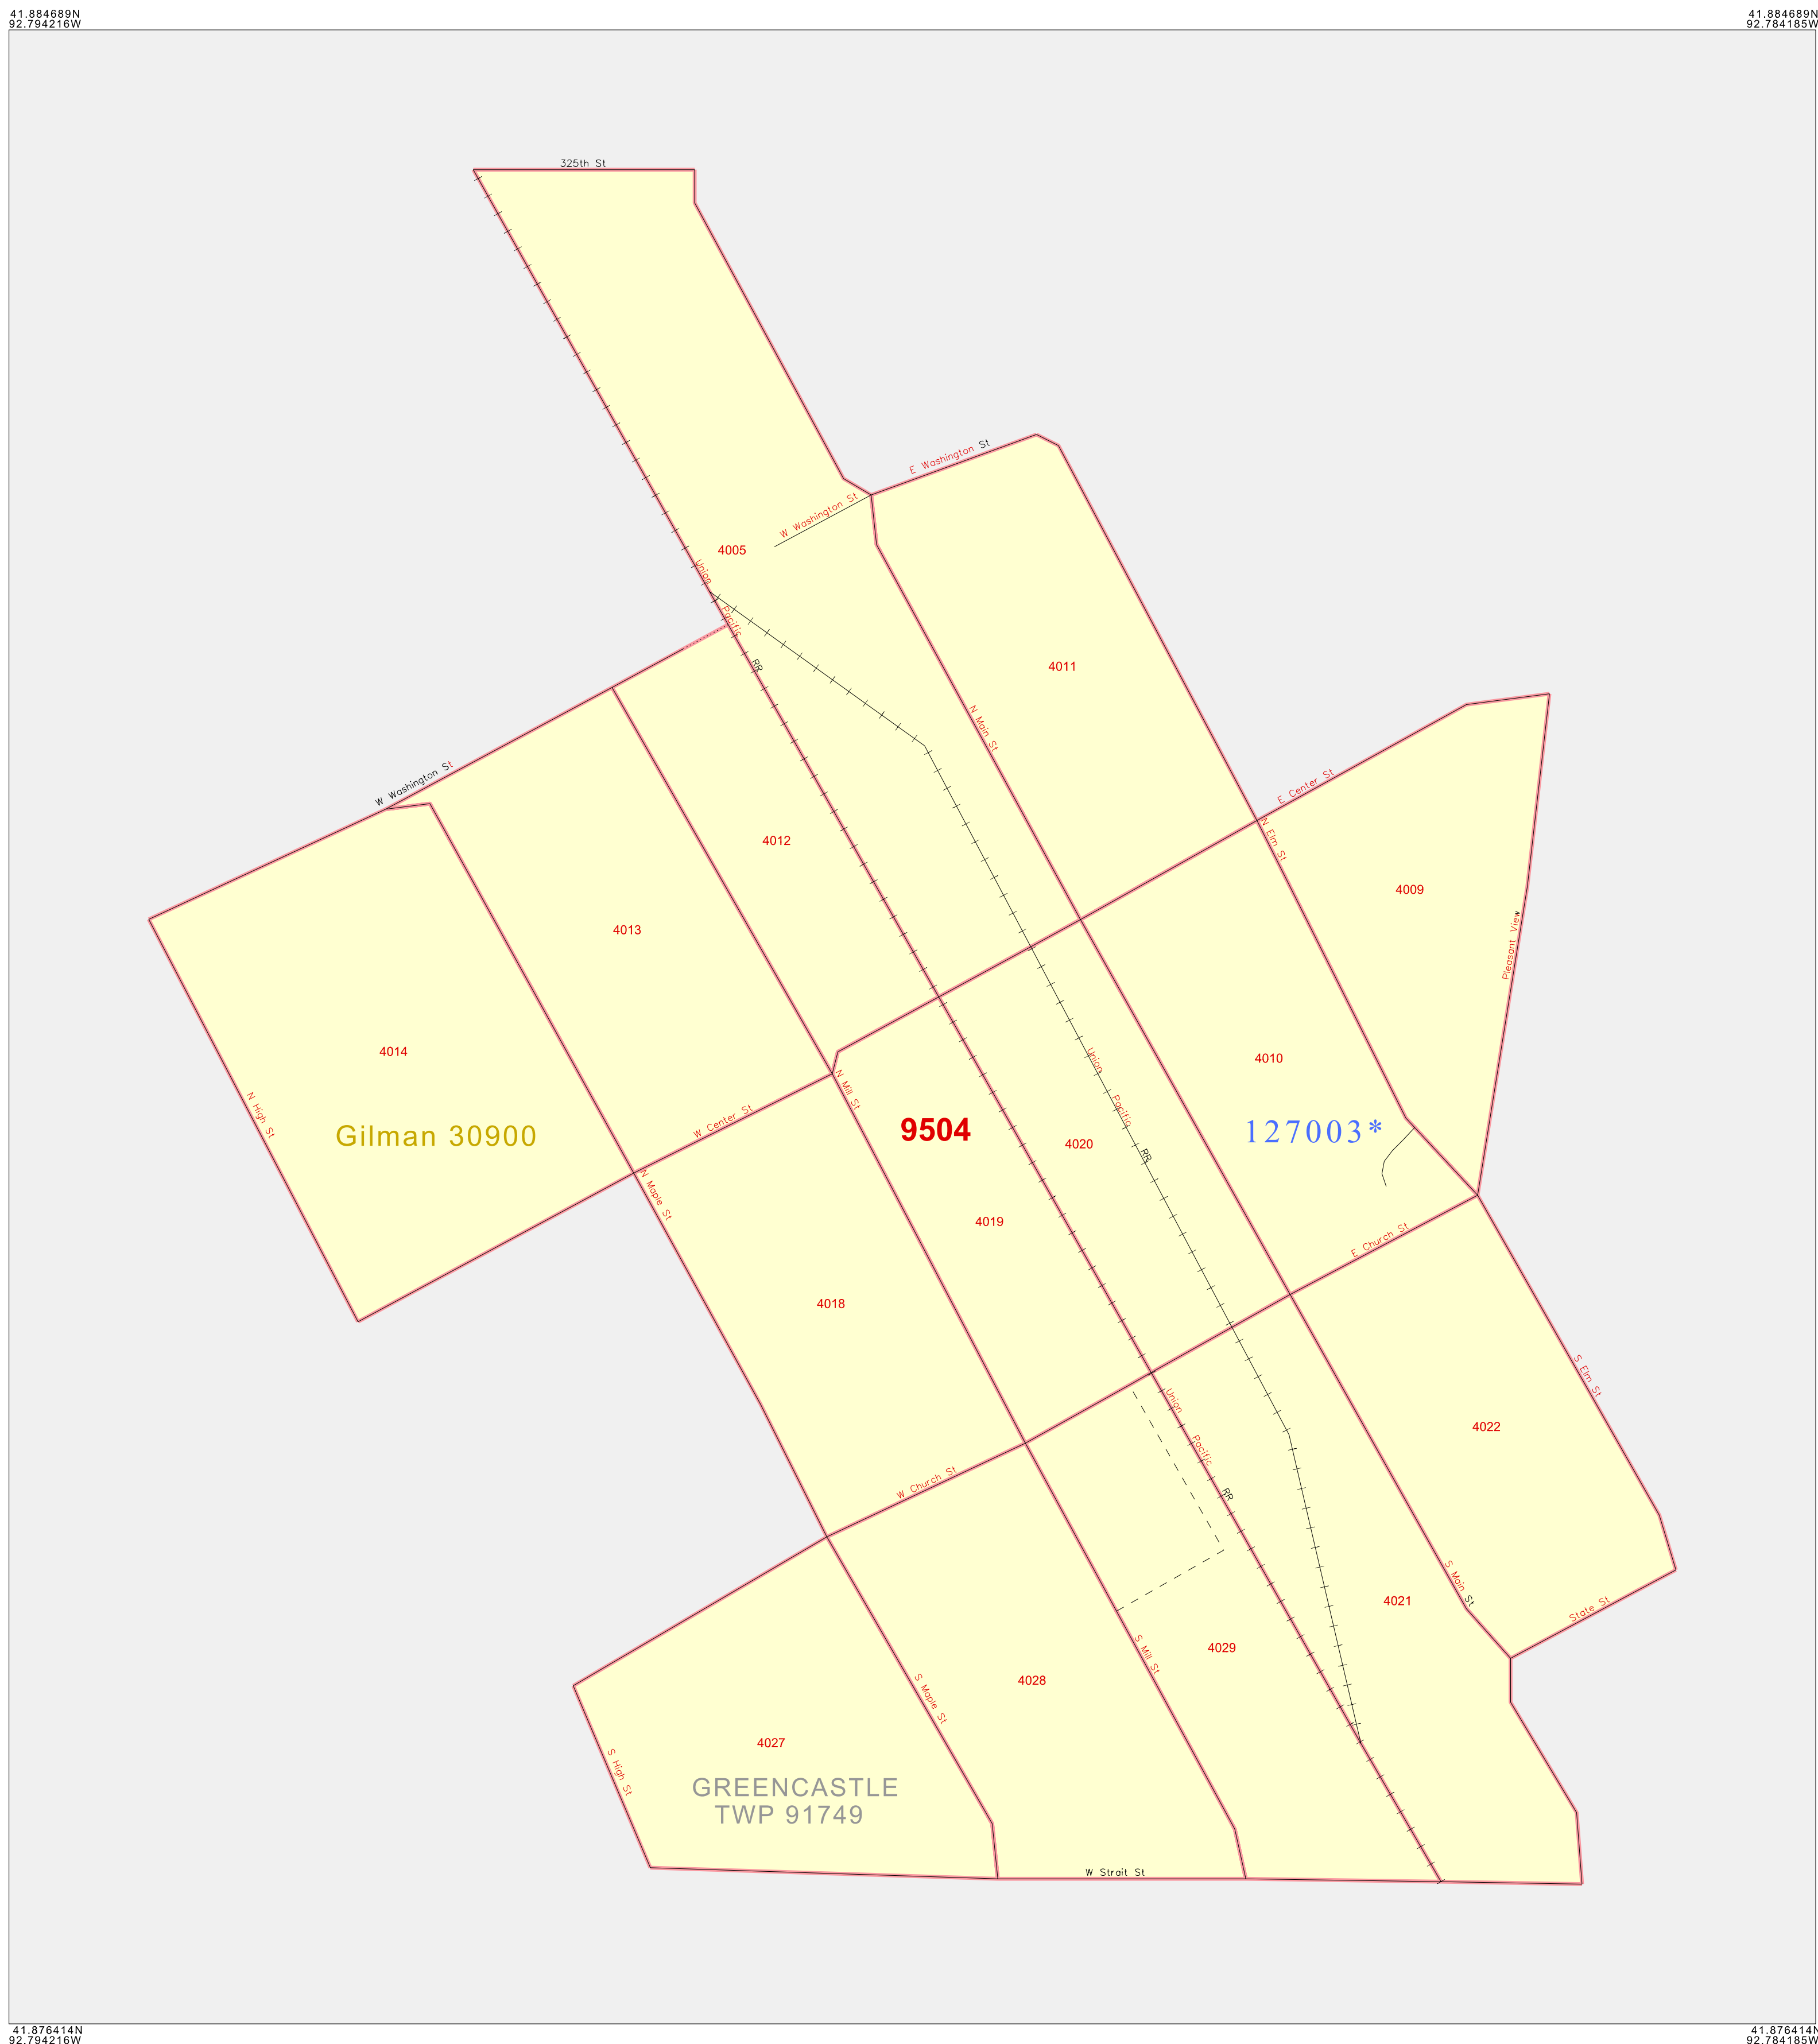 41.884689N
92.794216W
41.884689N
92.784185W
325th St
E Washington St
W Washington St
4005
Union
Pacific
RR
4011
N Main St
W Washington St
E Center St
N Elm St
4012
4009
4013
Pleasant View
4014
4010
N High St
Gilman 30900
W Center St
N Mill St
9504
Union
Pacific
RR
4020
127003*
N Maple St
4019
E Church St
4018
S Elm St
Union
Pacific
RR
4022
W Church St
S Main St
State St
4021
S Mill St
4029
4028
S Maple St
4027
S High St
GREENCASTLE
TWP 91749
W Strait St
41.876414N
92.794216W
41.876414N
92.784185W